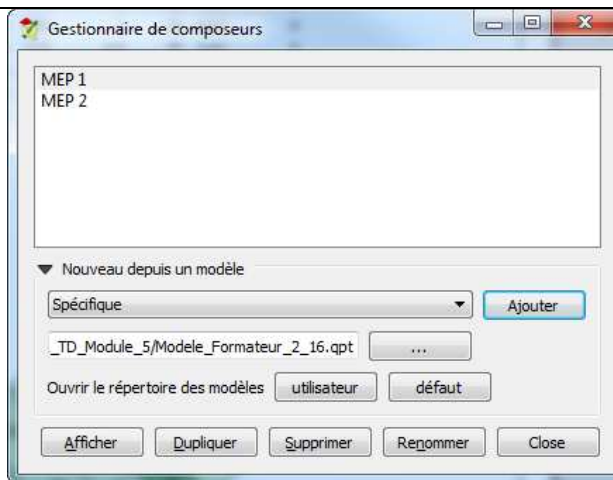 Gestionnaire de composeurs
MEP 1
MEP 2
Nouveau depuis un modèle
Spécifique
Ajouter
_TD_Module_5/Modele_Formateur_2_16.qpt
...
Ouvrir le répertoire des modèles utilisateur défaut
Afficher Dupliquer Supprimer Renommer Close